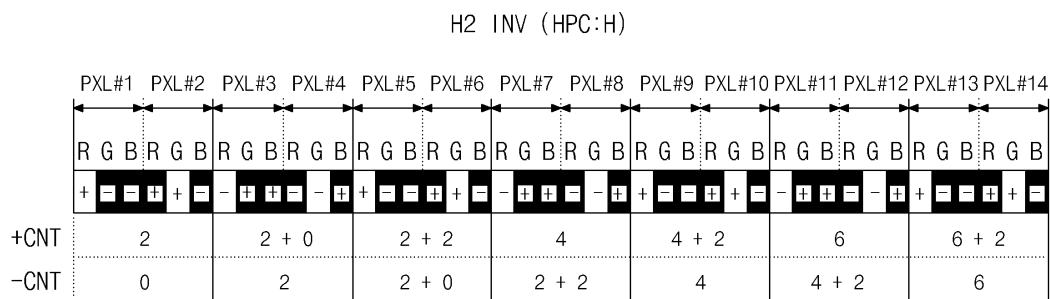 H2 INV (HPC:H)
PXL#1 PXL#2 PXL#3 PXL#4 PXL#5 PXL#6 PXL#7 PXL#8 PXL#9 PXL#10 PXL#11 PXL#12 PXL#13 PXL#14
R G B R G B R G B R G B R G B R G B R G B R G B R G B R G B R G B R G B R G B R G B
+ - - + + - - + + - - + + - - + + - - + + - - + + - - + + - - + + - - + + - - + + -
+CNT 2 2 + 0 2 + 2 4 4 + 2 6 6 + 2
-CNT 0 2 2 + 0 2 + 2 4 4 + 2 6